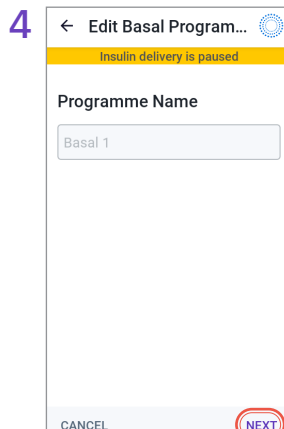 4
← Edit Basal Program...
Insulin delivery is paused
Programme Name
Basal 1
CANCEL NEXT